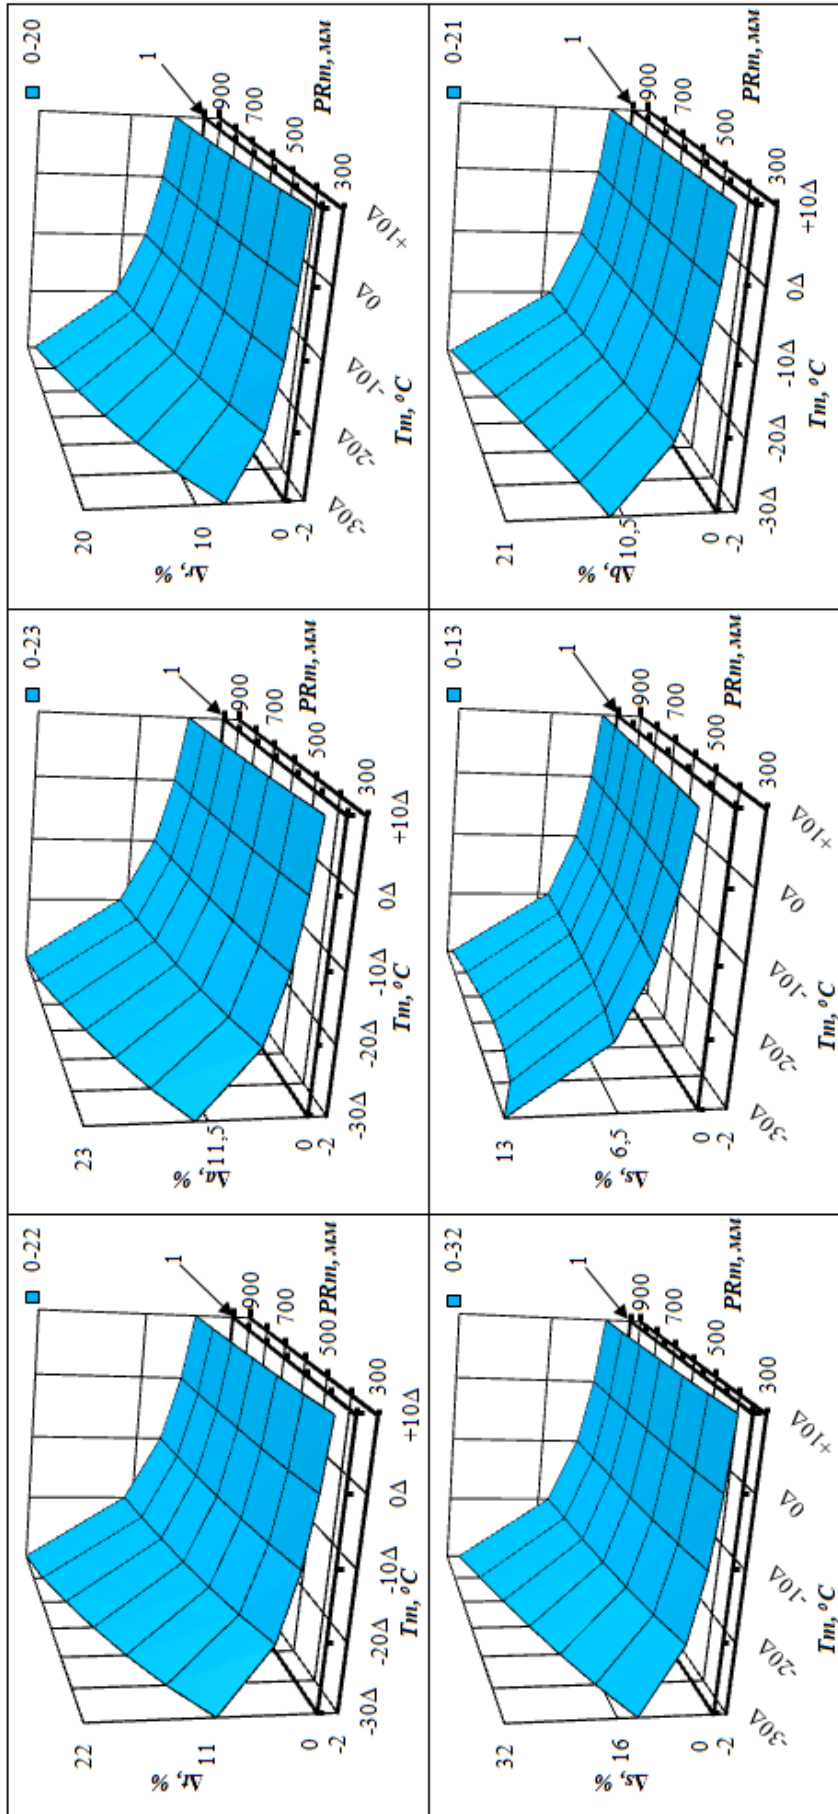 0-22
1
22
Δt, %
11
0
-2
-30Δ
-20Δ
-10Δ
0Δ
+10Δ
Tm, °C
300
500
700
900
PRm, мм
0-23
1
23
Δa, %
11,5
0
-2
-30Δ
-20Δ
-10Δ
0Δ
+10Δ
Tm, °C
300
500
700
900
PRm, мм
0-20
1
20
Δr, %
10
0
-2
-30Δ
-20Δ
-10Δ
0Δ
+10Δ
Tm, °C
300
500
700
900
PRm, мм
0-32
1
32
Δs, %
16
0
-2
-30Δ
-20Δ
-10Δ
0Δ
+10Δ
Tm, °C
300
500
700
900
PRm, мм
0-13
1
13
Δs, %
6,5
0
-2
-30Δ
-20Δ
-10Δ
0Δ
+10Δ
Tm, °C
300
500
700
900
PRm, мм
0-21
1
21
Δb, %
10,5
0
-2
-30Δ
-20Δ
-10Δ
0Δ
+10Δ
Tm, °C
300
500
700
900
PRm, мм